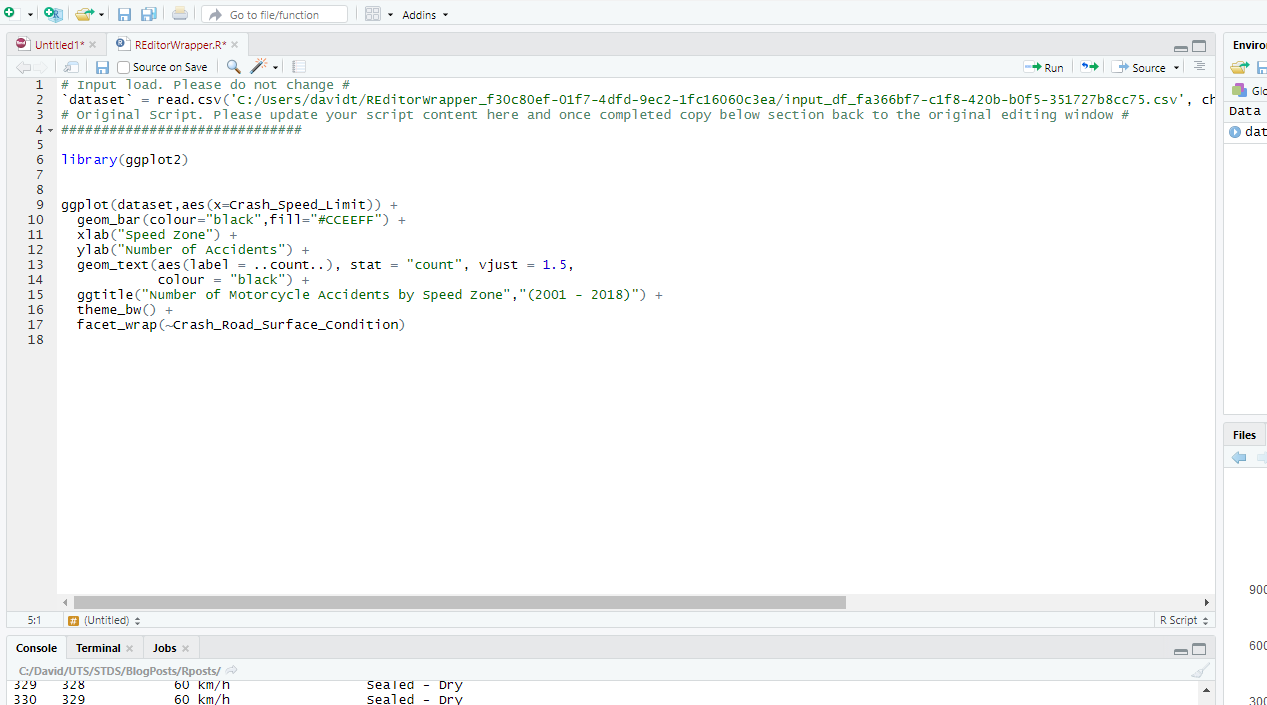 Go to file/function
Addins
Untitled1*
REditorWrapper.R*
Source on Save
Run
Source
1 # Input load. Please do not change #
2 `dataset` = read.csv('C:/Users/davidt/REditorWrapper_f30c80ef-01f7-4dfd-9ec2-1fc16060c3ea/input_df_fa366bf7-c1f8-420b-b0f5-351727b8cc75.csv', ch
3 # Original Script. Please update your script content here and once completed copy below section back to the original editing window #
4 ##############################
5
6 library(ggplot2)
7
8
9 ggplot(dataset,aes(x=Crash_Speed_Limit)) +
10 geom_bar(colour="black",fill="#CCEEFF") +
11 xlab("Speed Zone") +
12 ylab("Number of Accidents") +
13 geom_text(aes(label = ..count..), stat = "count", vjust = 1.5,
14 colour = "black") +
15 ggtitle("Number of Motorcycle Accidents by Speed Zone","(2001 - 2018)") +
16 theme_bw() +
17 facet_wrap(~Crash_Road_Surface_Condition)
18
5:1 (Untitled) R Script
Console Terminal Jobs
C:/David/UTS/STDS/BlogPosts/Rposts/
329 328 60 km/h Sealed - Dry
330 329 60 km/h Sealed - Dry
Enviro
Glo
Data
dat
Files
900
600
300